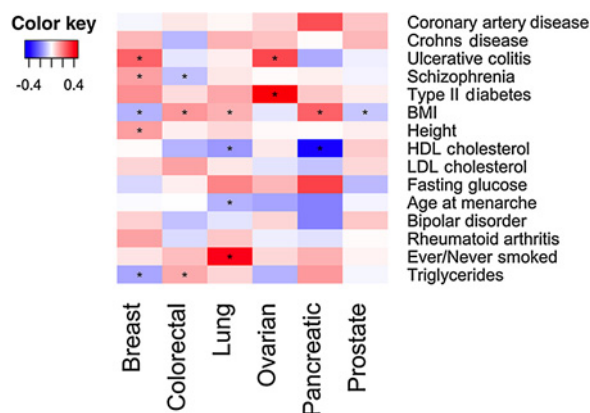 Color key
-0.4 0.4
Coronary artery disease
Crohns disease
Ulcerative colitis
*
*
Schizophrenia
*
*
Type II diabetes
*
BMI
*
*
*
*
*
Height
*
HDL cholesterol
*
*
LDL cholesterol
Fasting glucose
Age at menarche
*
Bipolar disorder
Rheumatoid arthritis
Ever/Never smoked
*
Triglycerides
*
*
Breast
Colorectal
Lung
Ovarian
Pancreatic
Prostate